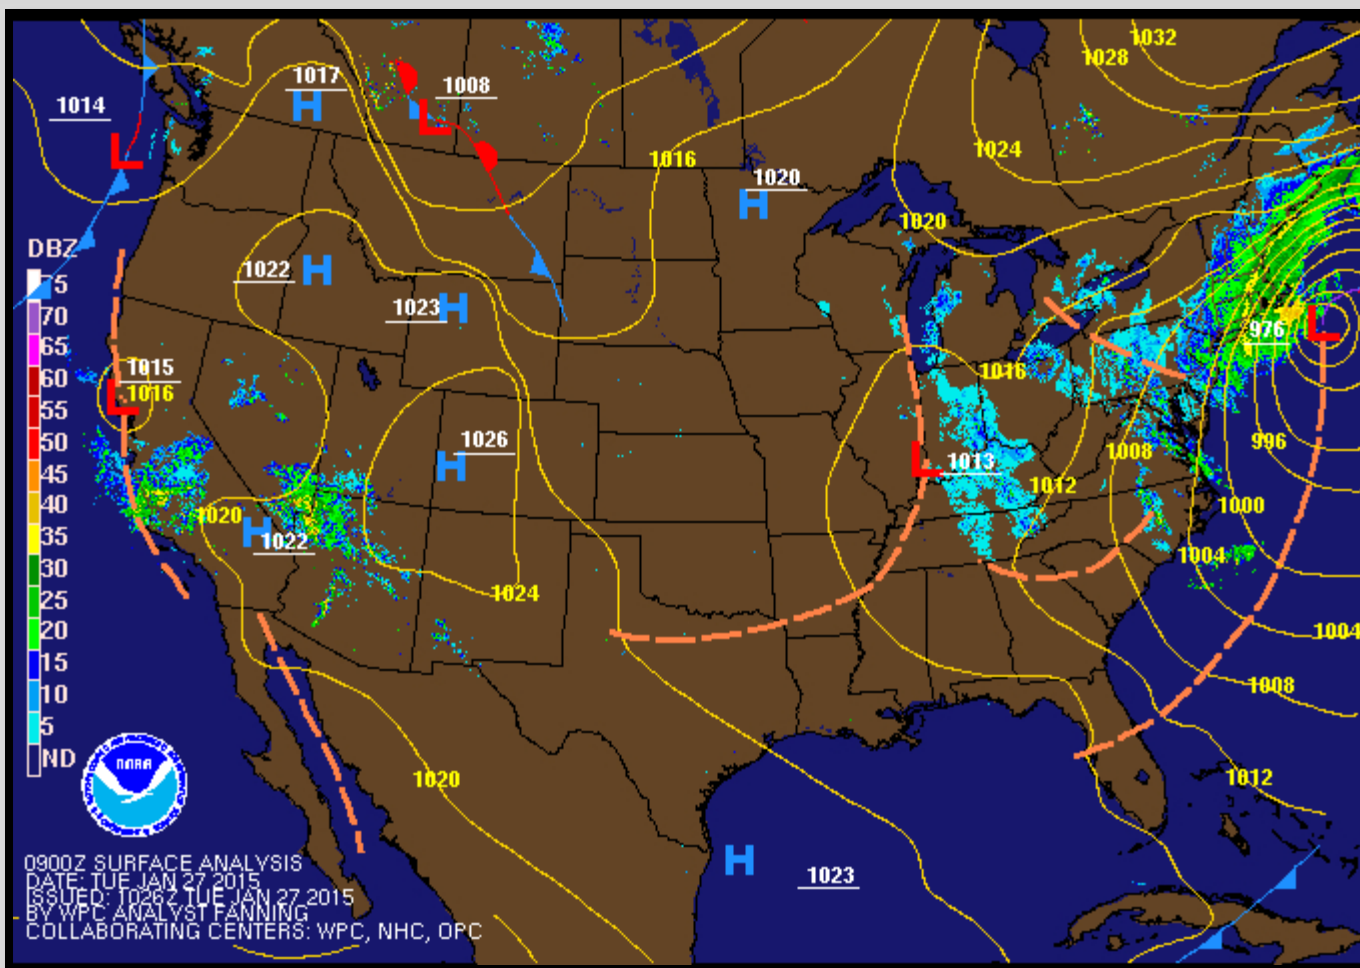 1032
1028
1017
1008
1014
H
L
1024
1016
L
1020
H
1020
DBZ
1022
H
75
1023
H
70
976
L
65
1015
1016
60
1016
L
55
1026
996
50
H
1008
L
1013
45
1012
40
1000
35
1020
H
1022
1004
30
25
1024
20
1004
15
1008
10
5
ND
NOAA
1020
1012
0900Z SURFACE ANALYSIS
DATE: TUE JAN 27 2015
ISSUED: 1026Z TUE JAN 27 2015
BY WPC ANALYST FANNING
COLLABORATING CENTERS: WPC, NHC, OPC
H
1023